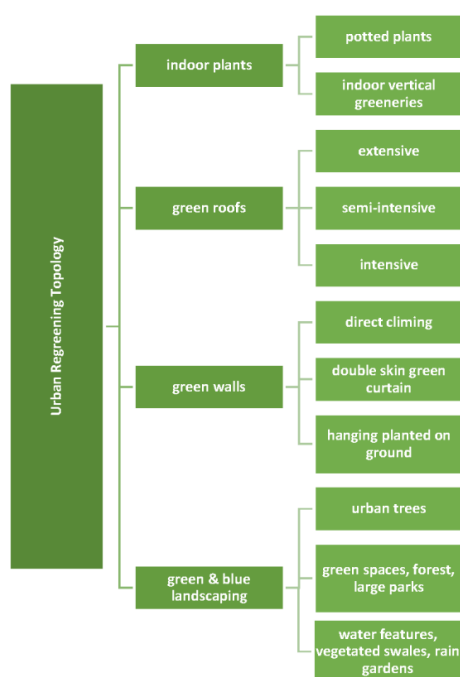 Urban Regreening Topology
indoor plants
potted plants
indoor vertical
greeneries
green roofs
extensive
semi-intensive
intensive
green walls
direct climing
double skin green
curtain
hanging planted on
ground
green & blue
landscaping
urban trees
green spaces, forest,
large parks
water features,
vegetated swales, rain
gardens